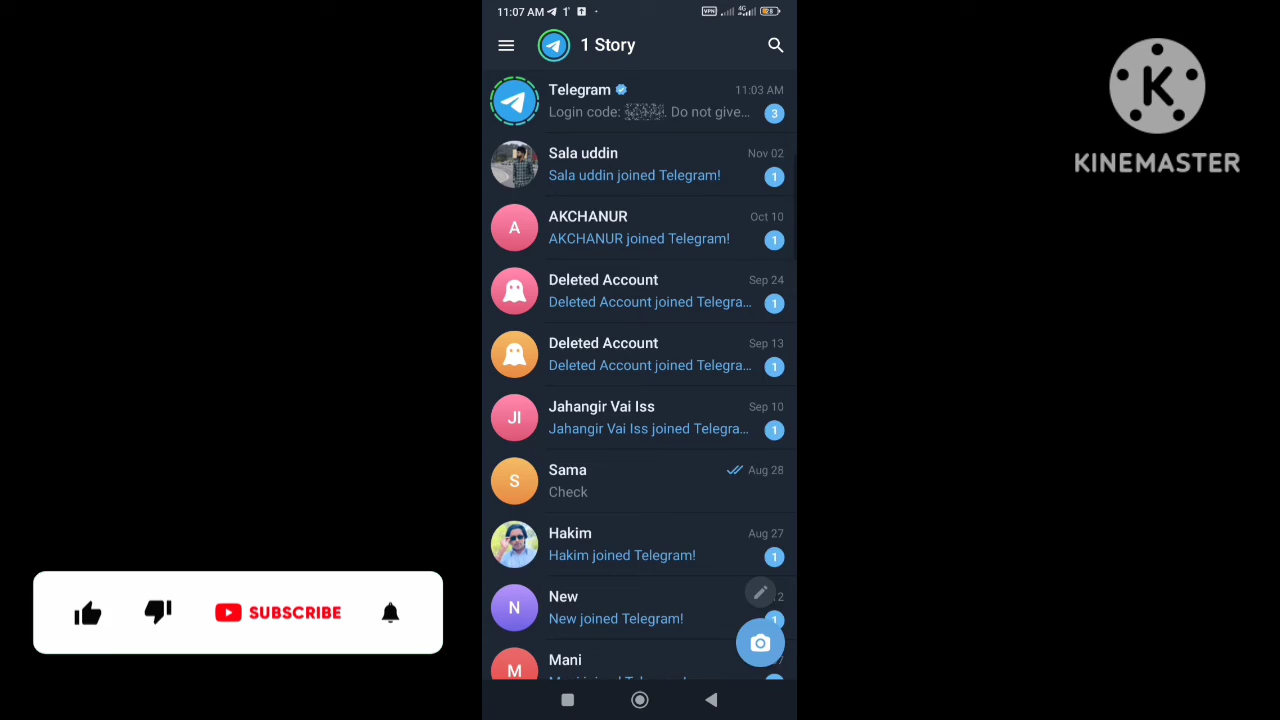 11:07 AM
VPN 4G 28
1 Story
Telegram 11:03 AM
Login code: . Do not give... 3
Sala uddin Nov 02
Sala uddin joined Telegram! 1
A AKCHANUR Oct 10
AKCHANUR joined Telegram! 1
Deleted Account Sep 24
Deleted Account joined Telegra... 1
Deleted Account Sep 13
Deleted Account joined Telegra... 1
JI Jahangir Vai Iss Sep 10
Jahangir Vai Iss joined Telegra... 1
S Sama Aug 28
Check
Hakim Aug 27
Hakim joined Telegram! 1
N New
New joined Telegram! 1
M Mani
K
KINEMASTER
SUBSCRIBE